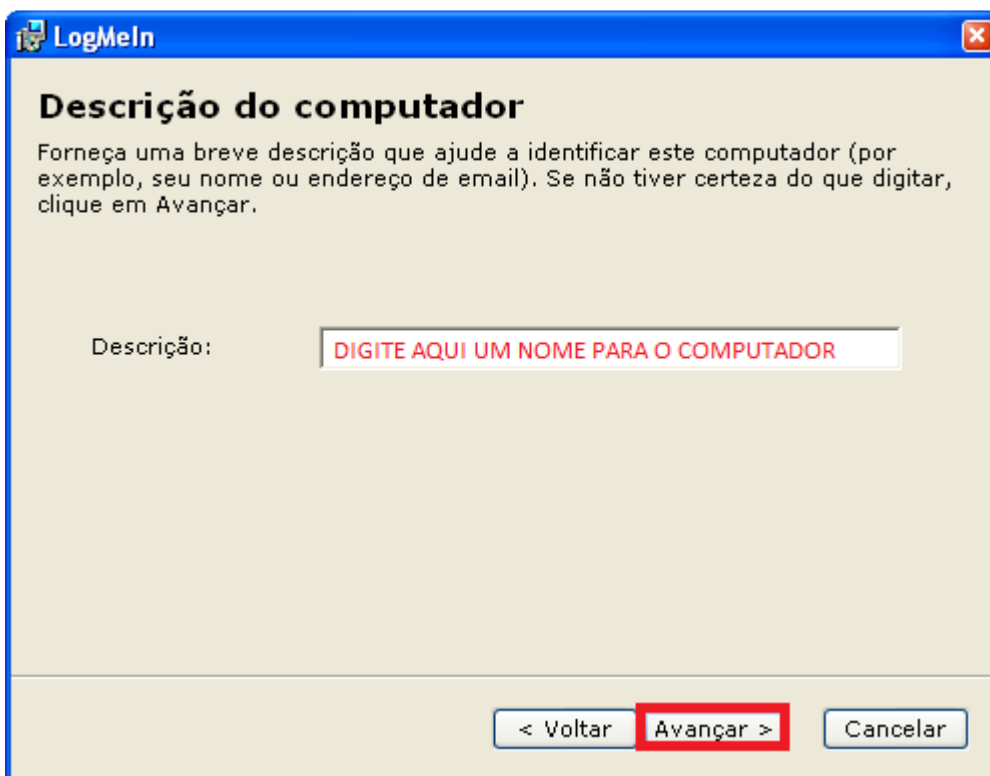 LogMeIn
Descrição do computador
Forneça uma breve descrição que ajude a identificar este computador (por
exemplo, seu nome ou endereço de email). Se não tiver certeza do que digitar,
clique em Avançar.
Descrição: DIGITE AQUI UM NOME PARA O COMPUTADOR
< Voltar Avançar > Cancelar